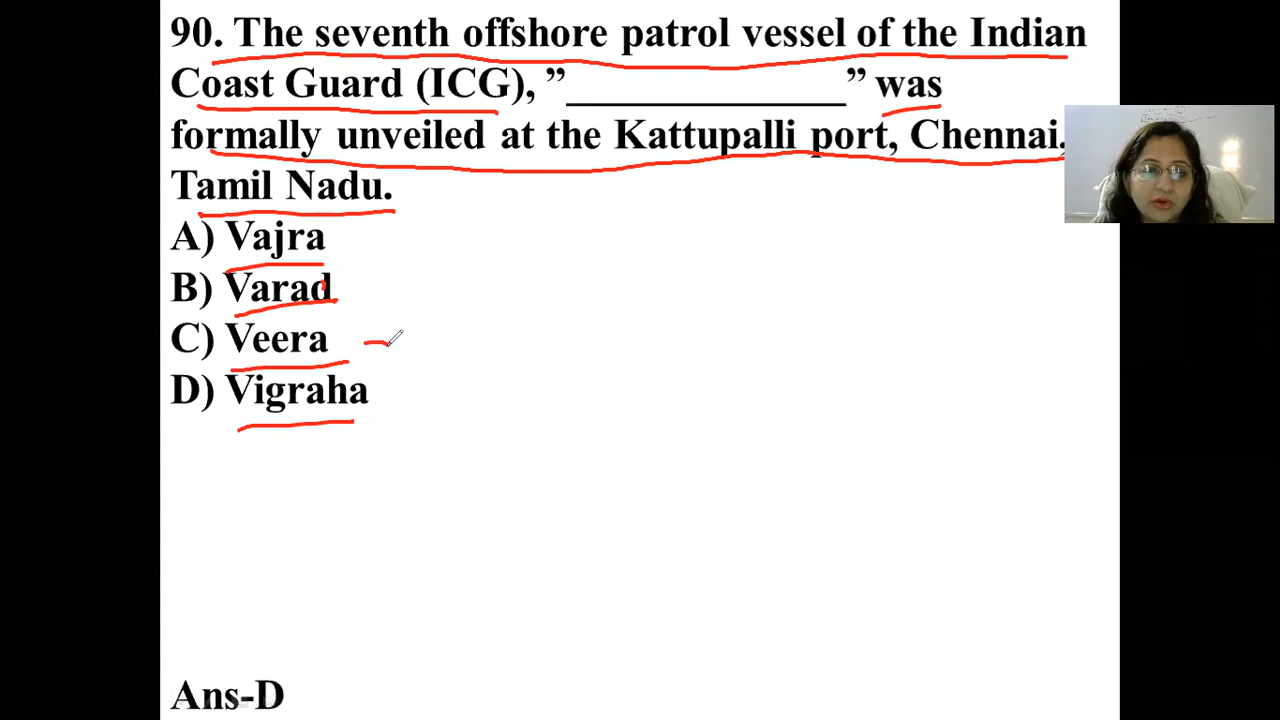 90. The seventh offshore patrol vessel of the Indian
Coast Guard (ICG), ”_____________” was
formally unveiled at the Kattupalli port, Chennai,
Tamil Nadu.
A) Vajra
B) Varad
C) Veera
D) Vigraha
Ans-D